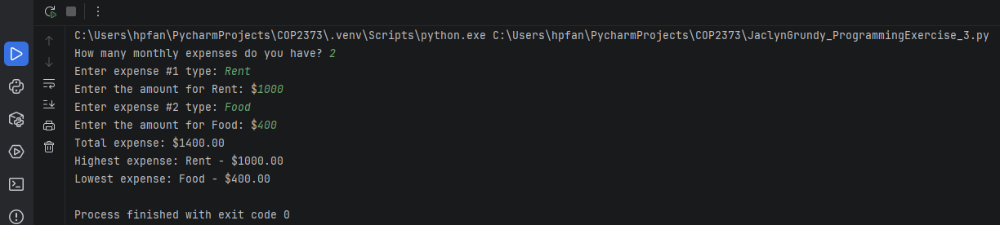 C:\Users\hpfan\PycharmProjects\COP2373\.venv\Scripts\python.exe C:\Users\hpfan\PycharmProjects\COP2373\JaclynGrundy_ProgrammingExercise_3.py
How many monthly expenses do you have? 2
Enter expense #1 type: Rent
Enter the amount for Rent: $1000
Enter expense #2 type: Food
Enter the amount for Food: $400
Total expense: $1400.00
Highest expense: Rent - $1000.00
Lowest expense: Food - $400.00
Process finished with exit code 0